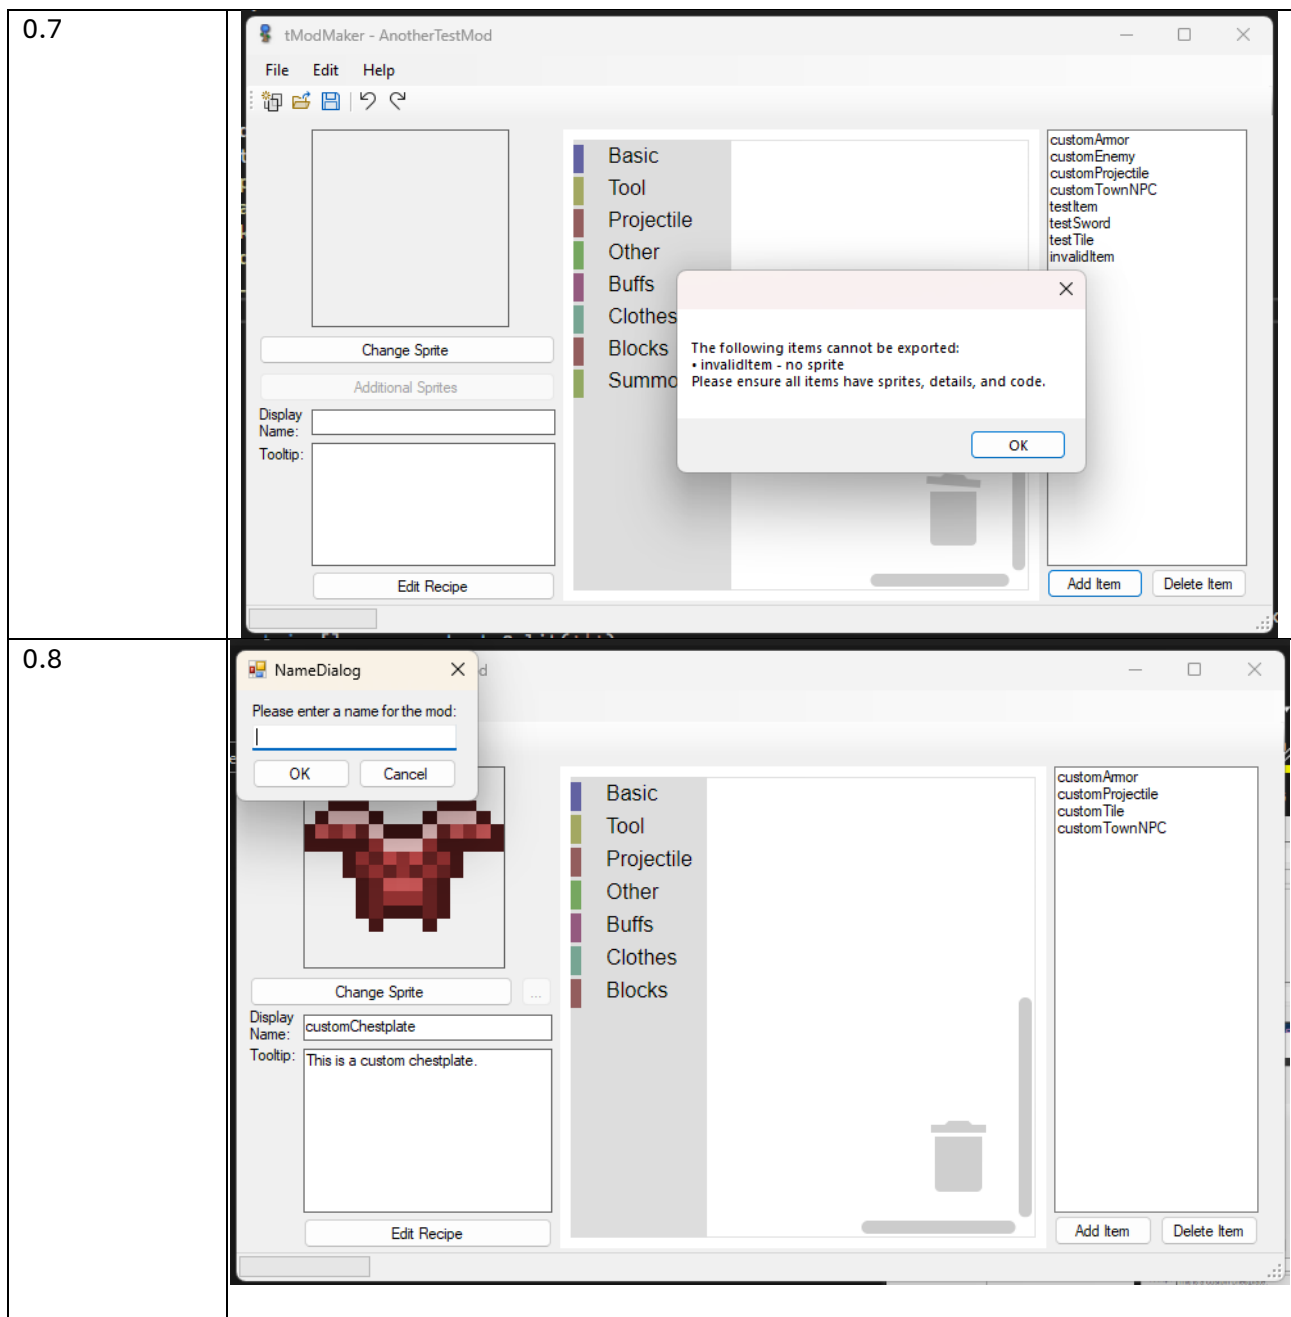 0.7
tModMaker - AnotherTestMod
File Edit Help
Change Sprite
Additional Sprites
Display
Name:
Tooltip:
Edit Recipe
Basic
Tool
Projectile
Other
Buffs
Clothes
Blocks
Summo
customArmor
customEnemy
customProjectile
customTownNPC
testItem
testSword
testTile
invalidItem
The following items cannot be exported:
• invalidItem - no sprite
Please ensure all items have sprites, details, and code.
OK
Add Item Delete Item
0.8
NameDialog
d
Please enter a name for the mod:
OK Cancel
Change Sprite ...
Display
Name: customChestplate
Tooltip: This is a custom chestplate.
Edit Recipe
Basic
Tool
Projectile
Other
Buffs
Clothes
Blocks
customArmor
customProjectile
customTile
customTownNPC
Add Item Delete Item